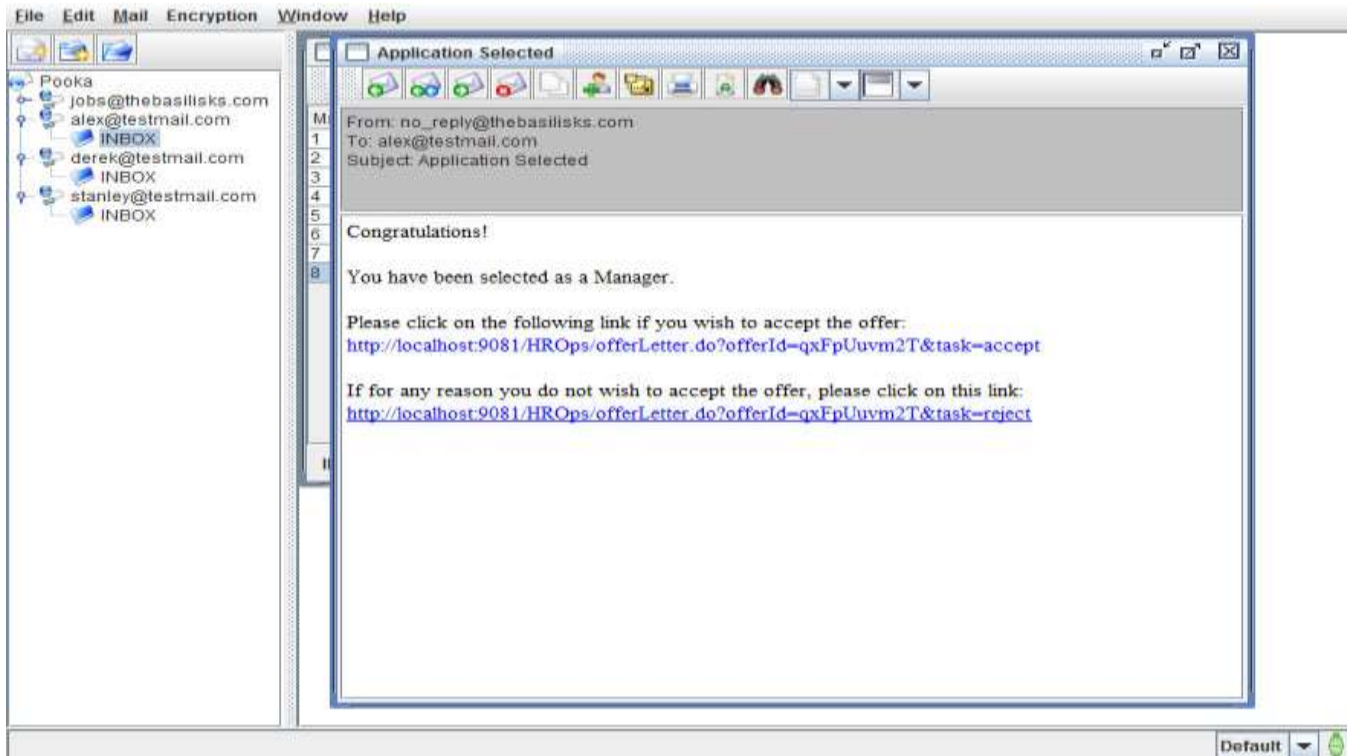 File Edit Mail Encryption Window Help
Application Selected
Pooka
jobs@thebasilisks.com
alex@testmail.com
INBOX
derek@testmail.com
INBOX
stanley@testmail.com
INBOX
1
2
3
4
5
6
7
8
From: no_reply@thebasilisks.com
To: alex@testmail.com
Subject: Application Selected
Congratulations!
You have been selected as a Manager.
Please click on the following link if you wish to accept the offer:
http://localhost:9081/HROps/offerLetter.do?offerId=qxFpUuvm2T&task=accept
If for any reason you do not wish to accept the offer, please click on this link:
http://localhost:9081/HROps/offerLetter.do?offerId=qxFpUuvm2T&task=reject
Default